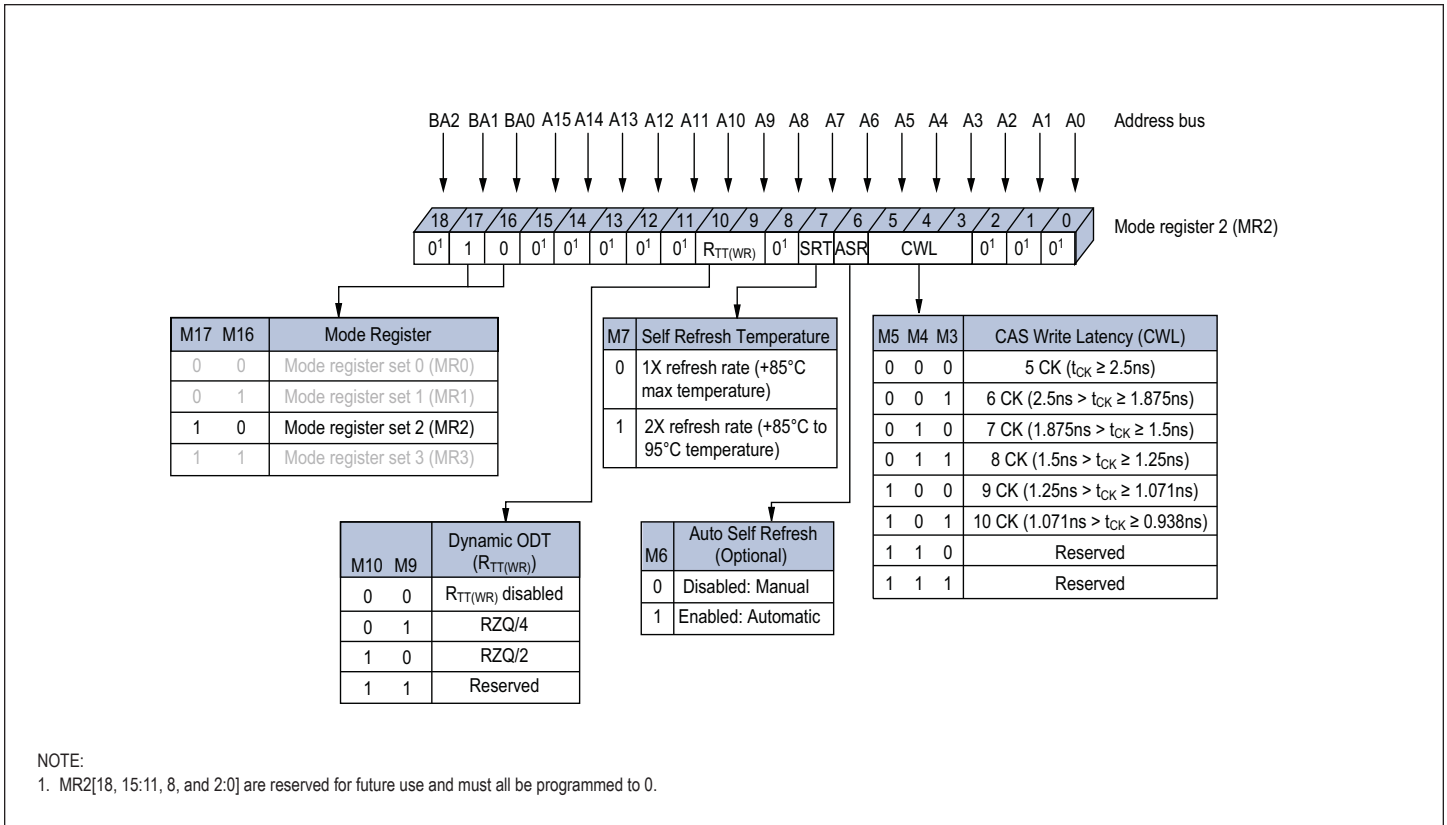 BA2 BA1 BA0 A15 A14 A13 A12 A11 A10 A9 A8 A7 A6 A5 A4 A3 A2 A1 A0 Address bus
18 17 16 15 14 13 12 11 10 9 8 7 6 5 4 3 2 1 0
Mode register 2 (MR2)
0¹ 1 0 0¹ 0¹ 0¹ 0¹ 0¹ RTT(WR) 0¹ SRT ASR CWL 0¹ 0¹ 0¹
M17 M16 Mode Register
0 0 Mode register set 0 (MR0)
0 1 Mode register set 1 (MR1)
1 0 Mode register set 2 (MR2)
1 1 Mode register set 3 (MR3)
M7 Self Refresh Temperature
0 1X refresh rate (+85°C
max temperature)
1 2X refresh rate (+85°C to
95°C temperature)
M5 M4 M3 CAS Write Latency (CWL)
0 0 0 5 CK (tCK ≥ 2.5ns)
0 0 1 6 CK (2.5ns > tCK ≥ 1.875ns)
0 1 0 7 CK (1.875ns > tCK ≥ 1.5ns)
0 1 1 8 CK (1.5ns > tCK ≥ 1.25ns)
1 0 0 9 CK (1.25ns > tCK ≥ 1.071ns)
1 0 1 10 CK (1.071ns > tCK ≥ 0.938ns)
1 1 0 Reserved
1 1 1 Reserved
M10 M9 Dynamic ODT
(RTT(WR))
0 0 RTT(WR) disabled
0 1 RZQ/4
1 0 RZQ/2
1 1 Reserved
M6 Auto Self Refresh
(Optional)
0 Disabled: Manual
1 Enabled: Automatic
NOTE:
1. MR2[18, 15:11, 8, and 2:0] are reserved for future use and must all be programmed to 0.